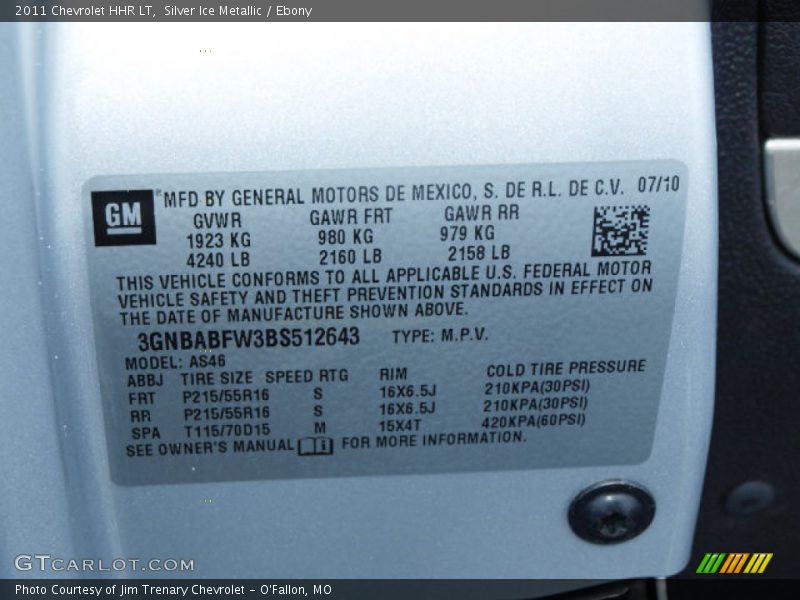 2011 Chevrolet HHR LT,  Silver Ice Metallic / Ebony
GM
® MFD BY GENERAL MOTORS DE MEXICO, S. DE R.L. DE C.V. 07/10
GVWR GAWR FRT GAWR RR
1923 KG 980 KG 979 KG
4240 LB 2160 LB 2158 LB
THIS VEHICLE CONFORMS TO ALL APPLICABLE U.S. FEDERAL MOTOR
VEHICLE SAFETY AND THEFT PREVENTION STANDARDS IN EFFECT ON
THE DATE OF MANUFACTURE SHOWN ABOVE.
3GNBABFW3BS512643 TYPE: M.P.V.
MODEL: AS46
ABBJ TIRE SIZE SPEED RTG RIM COLD TIRE PRESSURE
FRT P215/55R16 S 16X6.5J 210KPA(30PSI)
RR P215/55R16 S 16X6.5J 210KPA(30PSI)
SPA T115/70D15 M 15X4T 420KPA(60PSI)
SEE OWNER'S MANUAL i FOR MORE INFORMATION.
GTCARLOT.COM
Photo Courtesy of Jim Trenary Chevrolet - O'Fallon, MO